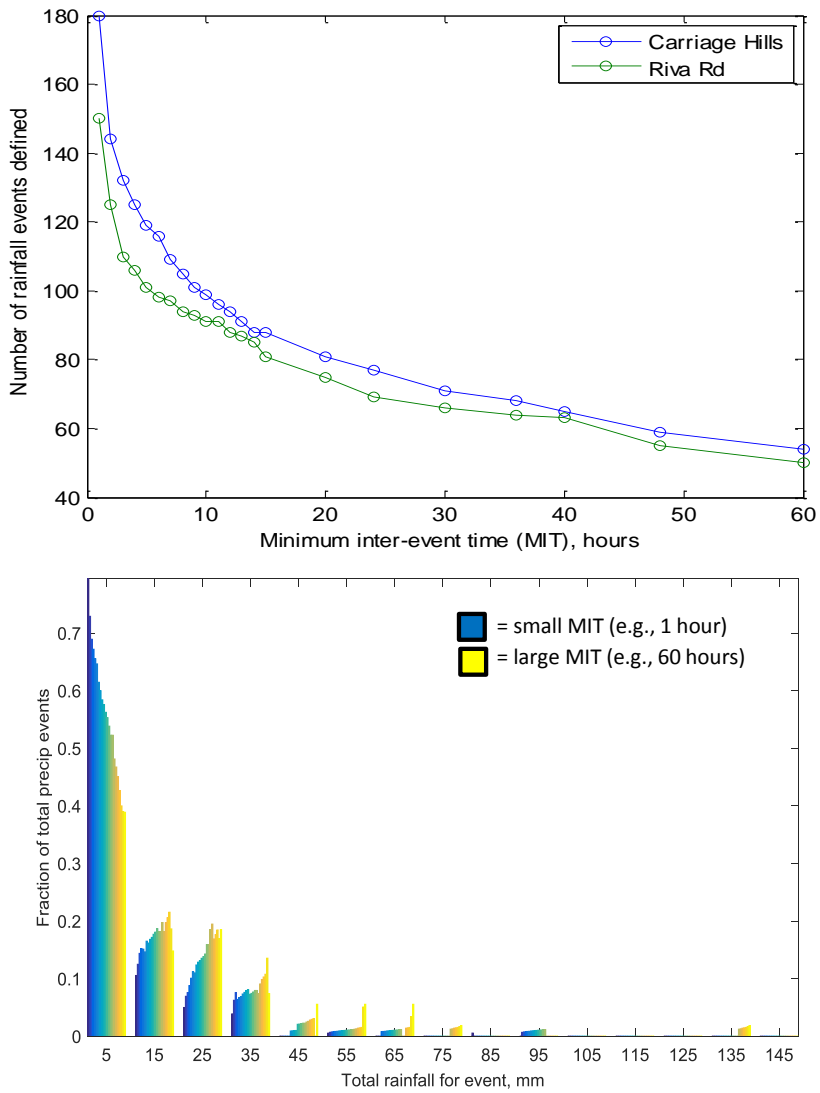 180
160
140
120
100
80
60
40
Number of rainfall events defined
Carriage Hills
Riva Rd
0 10 20 30 40 50 60
Minimum inter-event time (MIT), hours
0.7
0.6
0.5
0.4
0.3
0.2
0.1
0
Fraction of total precip events
= small MIT (e.g., 1 hour)
= large MIT (e.g., 60 hours)
5 15 25 35 45 55 65 75 85 95 105 115 125 135 145
Total rainfall for event, mm